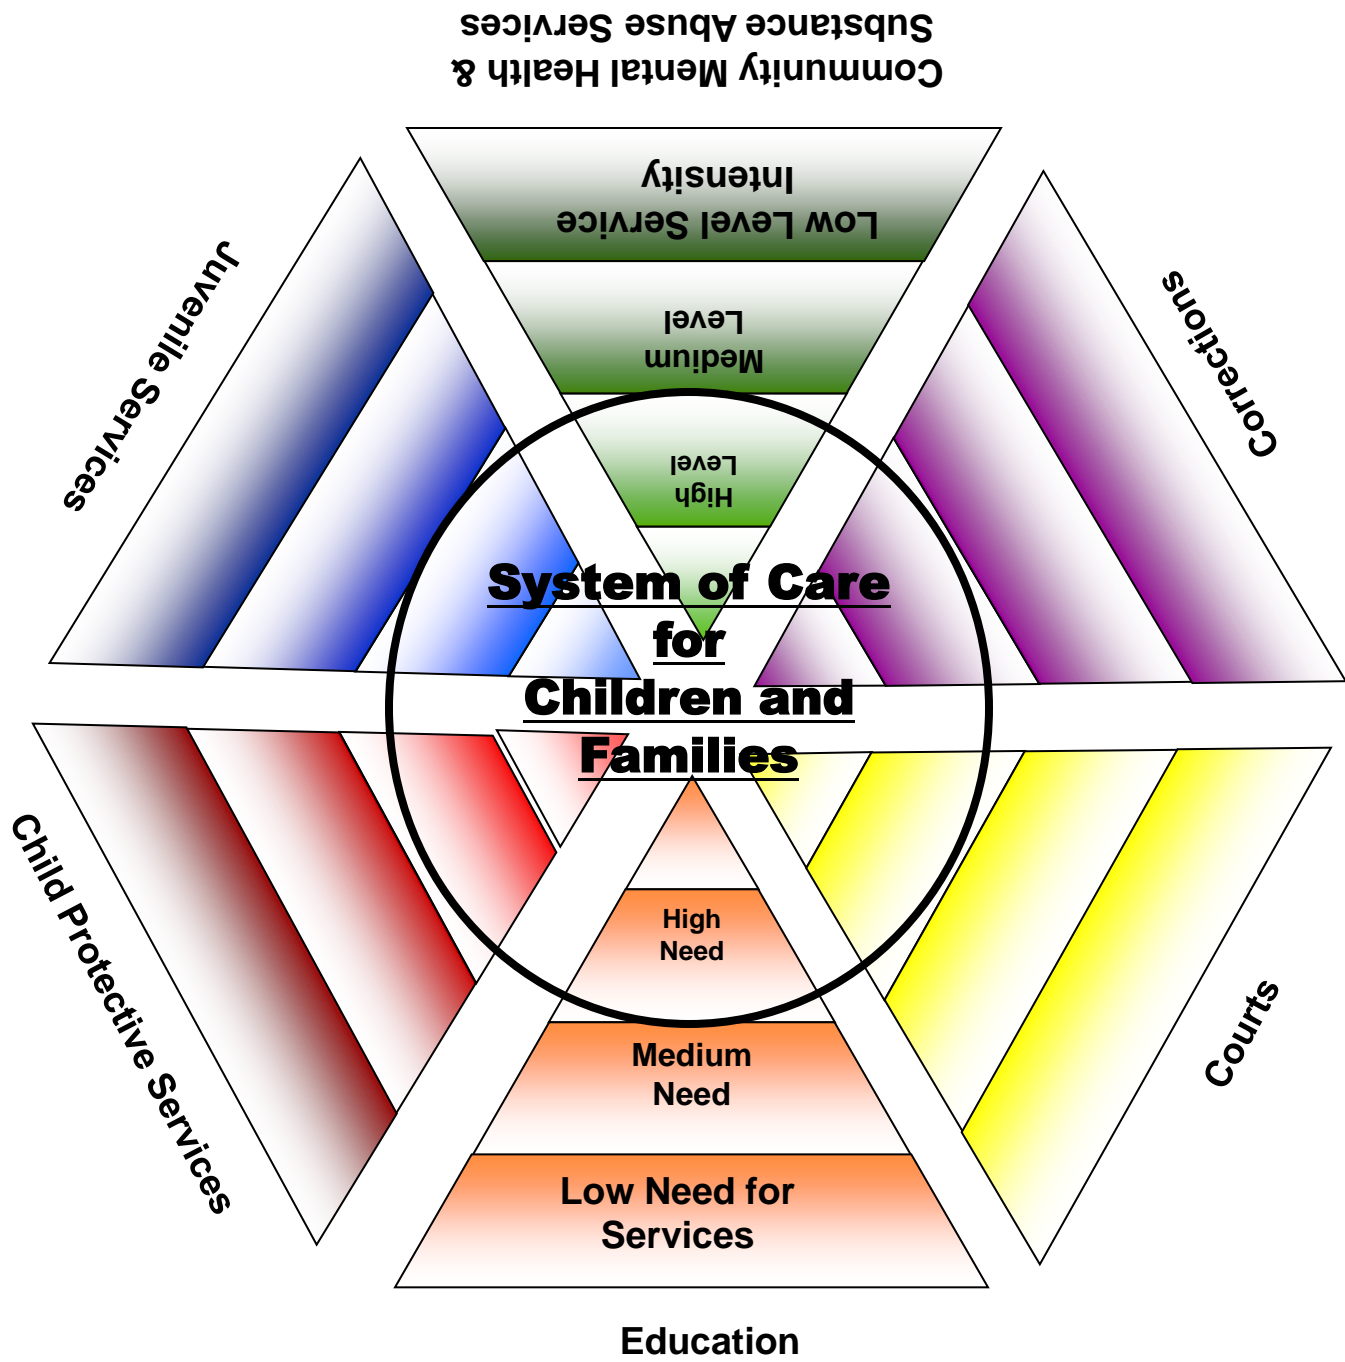 Community Mental Health &
Substance Abuse Services
Low Level Service
Intensity
Medium
Level
High
Level
Juvenile Services
Corrections
System of Care
for
Children and
Families
Child Protective Services
Courts
High
Need
Medium
Need
Low Need for
Services
Education